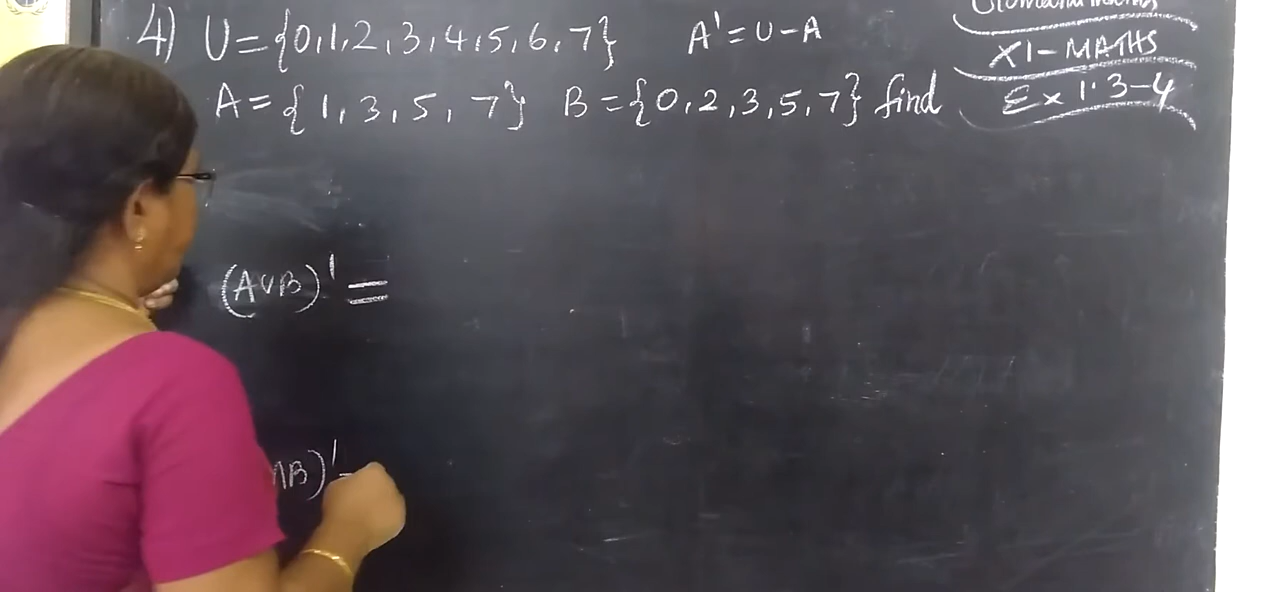 4) U = {0,1,2,3,4,5,6,7} A' = U - A
A = {1,3,5,7} B = {0,2,3,5,7} find
XI - MATHS
Ex 1.3-4
(A∪B)' =
∩B)' =